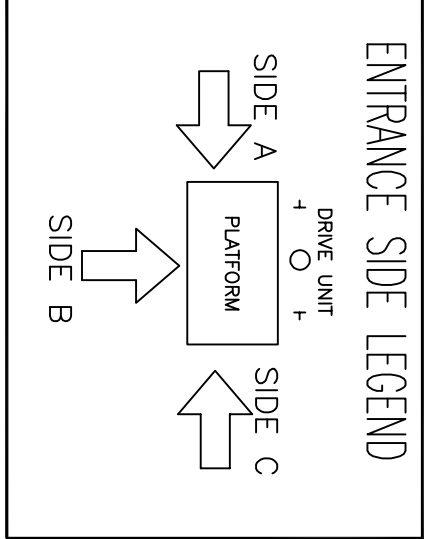 ENTRANCE SIDE LEGEND
DRIVE UNIT
SIDE A
PLATFORM
SIDE C
SIDE B